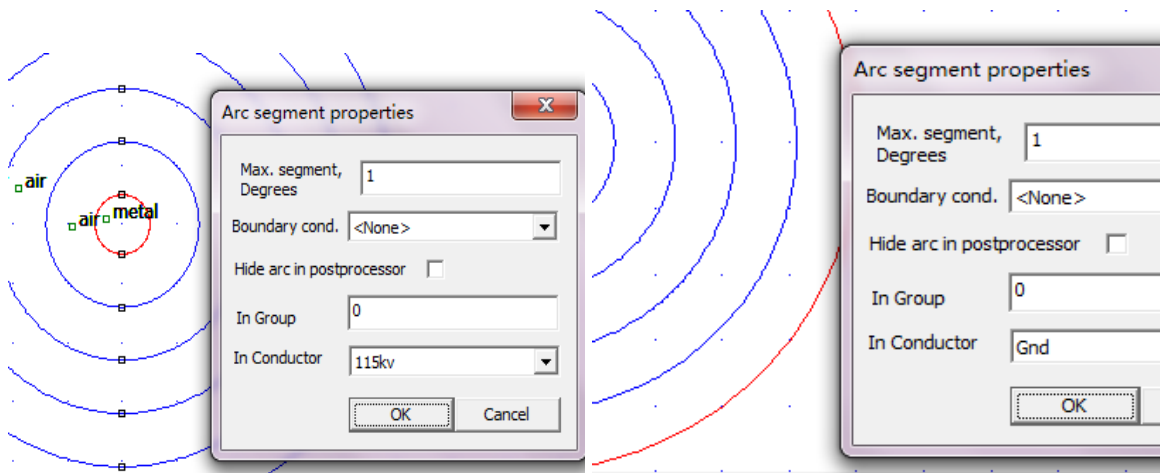 air
air
metal
Arc segment properties
Max. segment,
Degrees
1
Boundary cond.
<None>
Hide arc in postprocessor
In Group
0
In Conductor
115kv
OK
Cancel
Arc segment properties
Max. segment,
Degrees
1
Boundary cond.
<None>
Hide arc in postprocessor
In Group
0
In Conductor
Gnd
OK